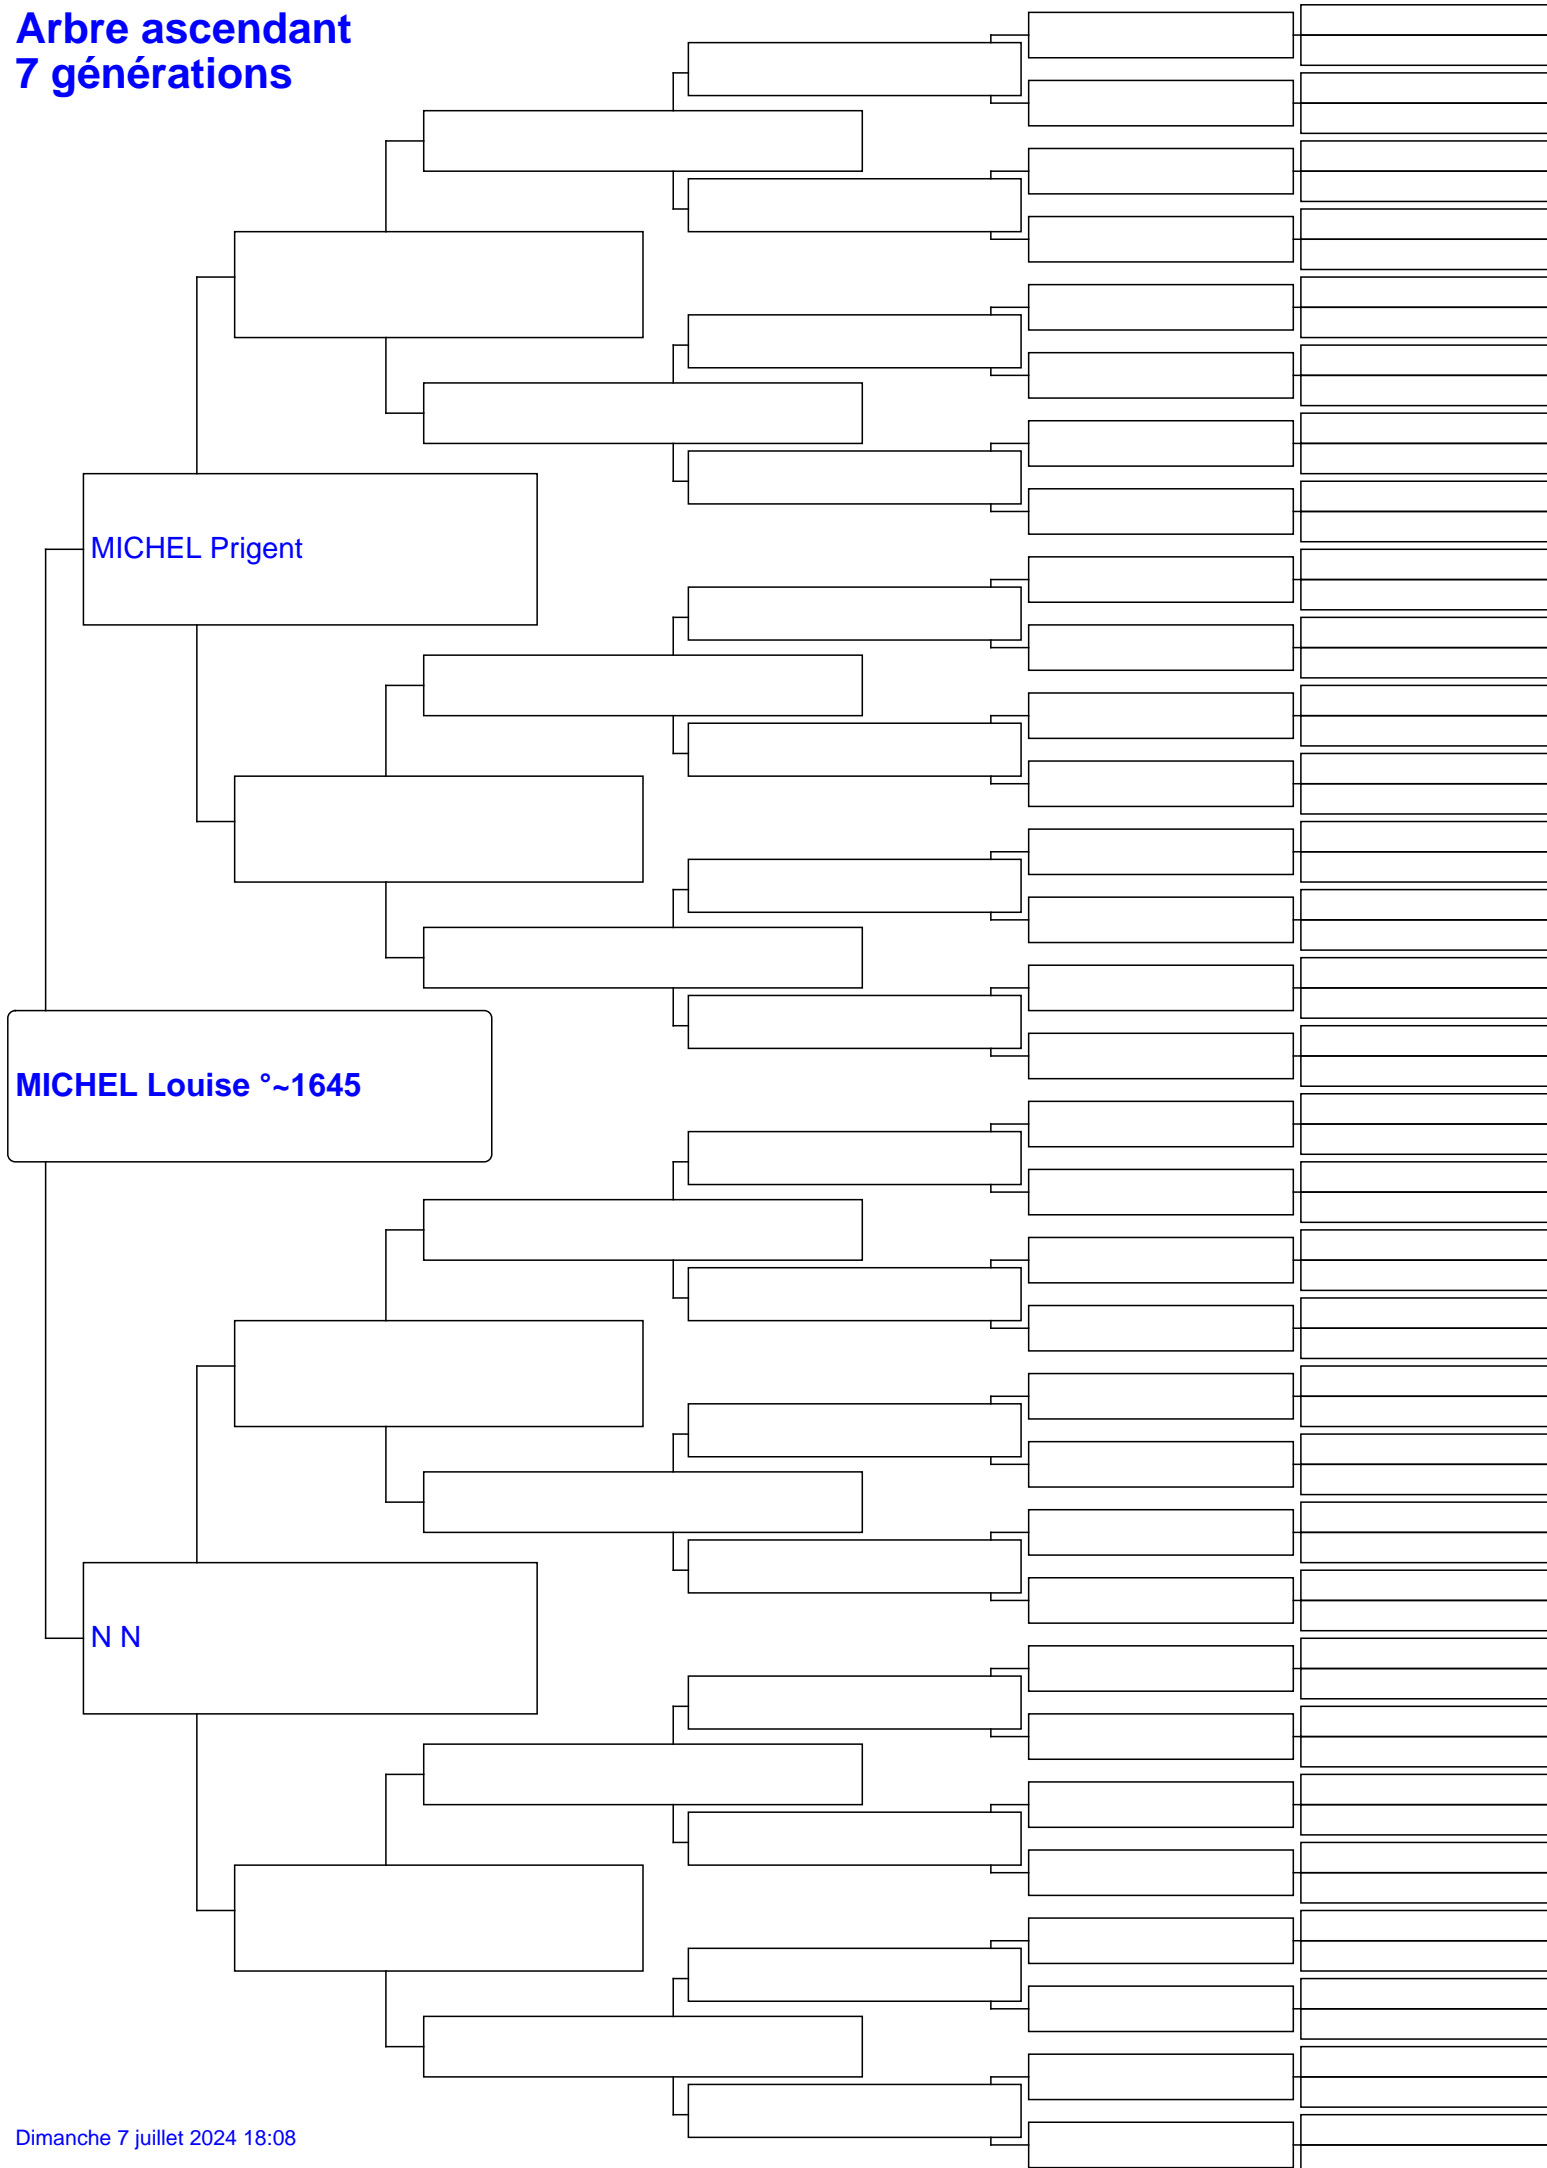 Arbre ascendant
7 générations
MICHEL Prigent
MICHEL Louise °~1645
N N
Dimanche 7 juillet 2024 18:08